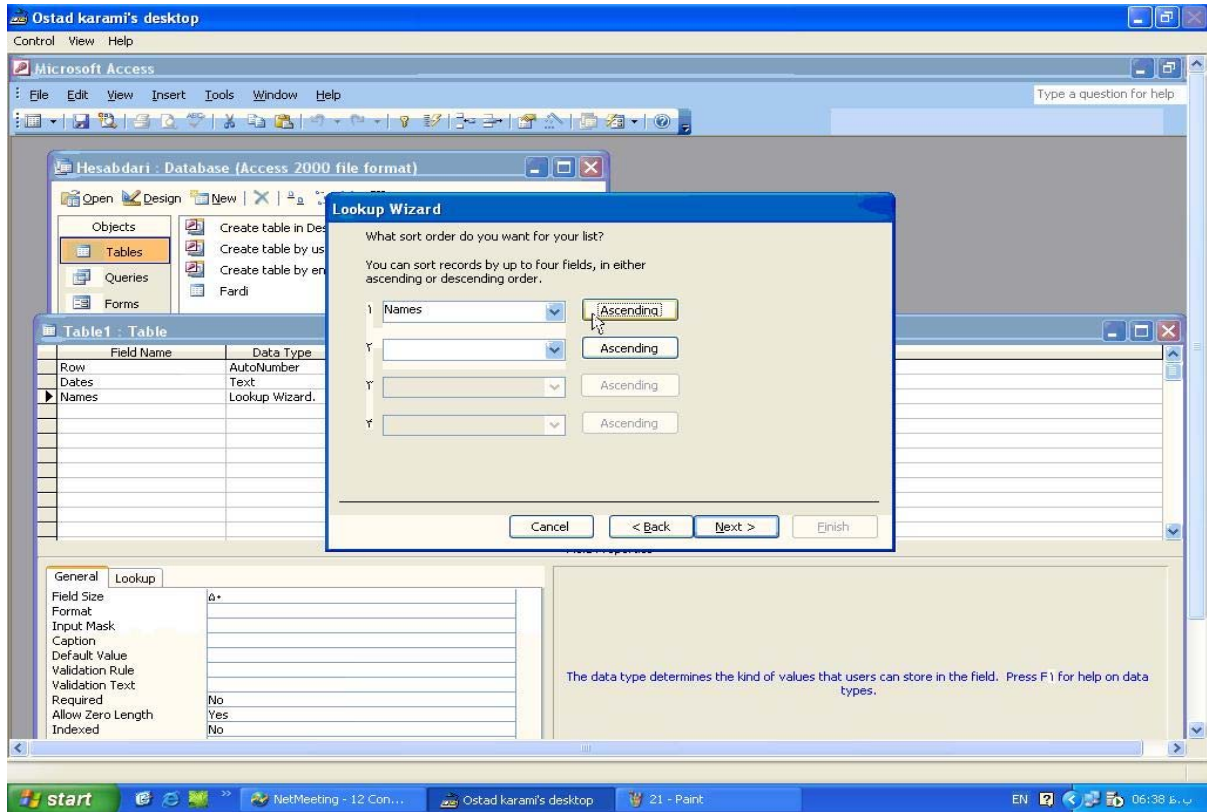 Ostad karami's desktop
Control View Help
Microsoft Access
File Edit View Insert Tools Window Help
Type a question for help
Hesabdari : Database (Access 2000 file format)
Open Design New
Objects
Tables
Queries
Forms
Create table in Des
Create table by us
Create table by en
Fardi
Lookup Wizard
What sort order do you want for your list?
You can sort records by up to four fields, in either
ascending or descending order.
۱ Names Ascending
۲ Ascending
۳ Ascending
۴ Ascending
Cancel < Back Next > Finish
Table1 : Table
Field Name Data Type
Row AutoNumber
Dates Text
Names Lookup Wizard.
General Lookup
Field Size ۵۰
Format
Input Mask
Caption
Default Value
Validation Rule
Validation Text
Required No
Allow Zero Length Yes
Indexed No
The data type determines the kind of values that users can store in the field. Press F۱ for help on data
types.
start NetMeeting - 12 Con... Ostad karami's desktop 21 - Paint EN 06:38 ب.ظ